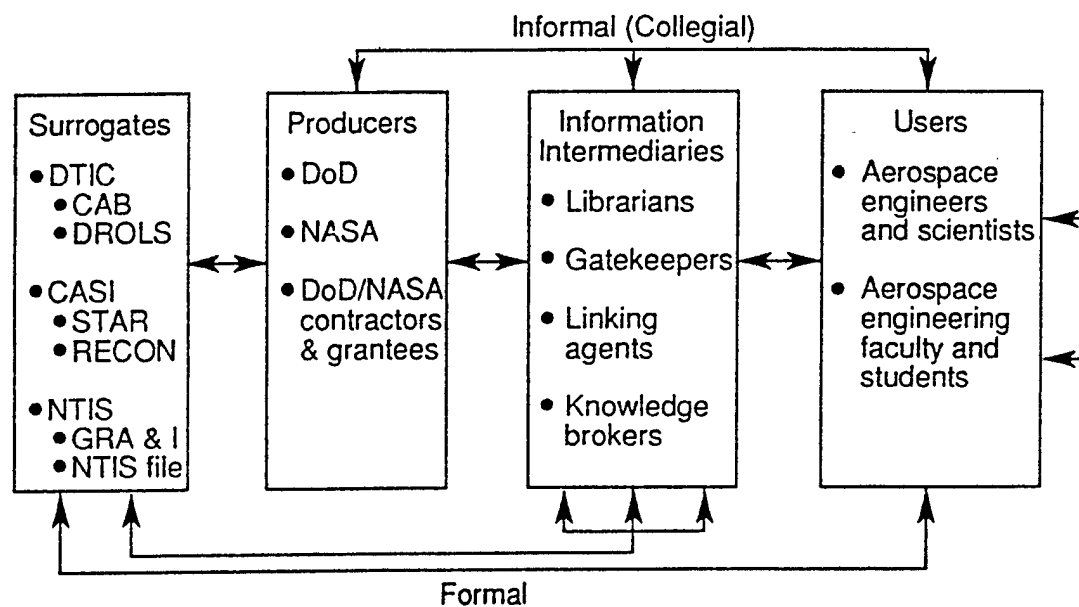 Informal (Collegial)
Surrogates
• DTIC
• CAB
• DROLS
• CASI
• STAR
• RECON
• NTIS
• GRA & I
• NTIS file
Producers
• DoD
• NASA
• DoD/NASA
contractors
& grantees
Information
Intermediaries
• Librarians
• Gatekeepers
• Linking
agents
• Knowledge
brokers
Users
• Aerospace
engineers
and scientists
• Aerospace
engineering
faculty and
students
Formal